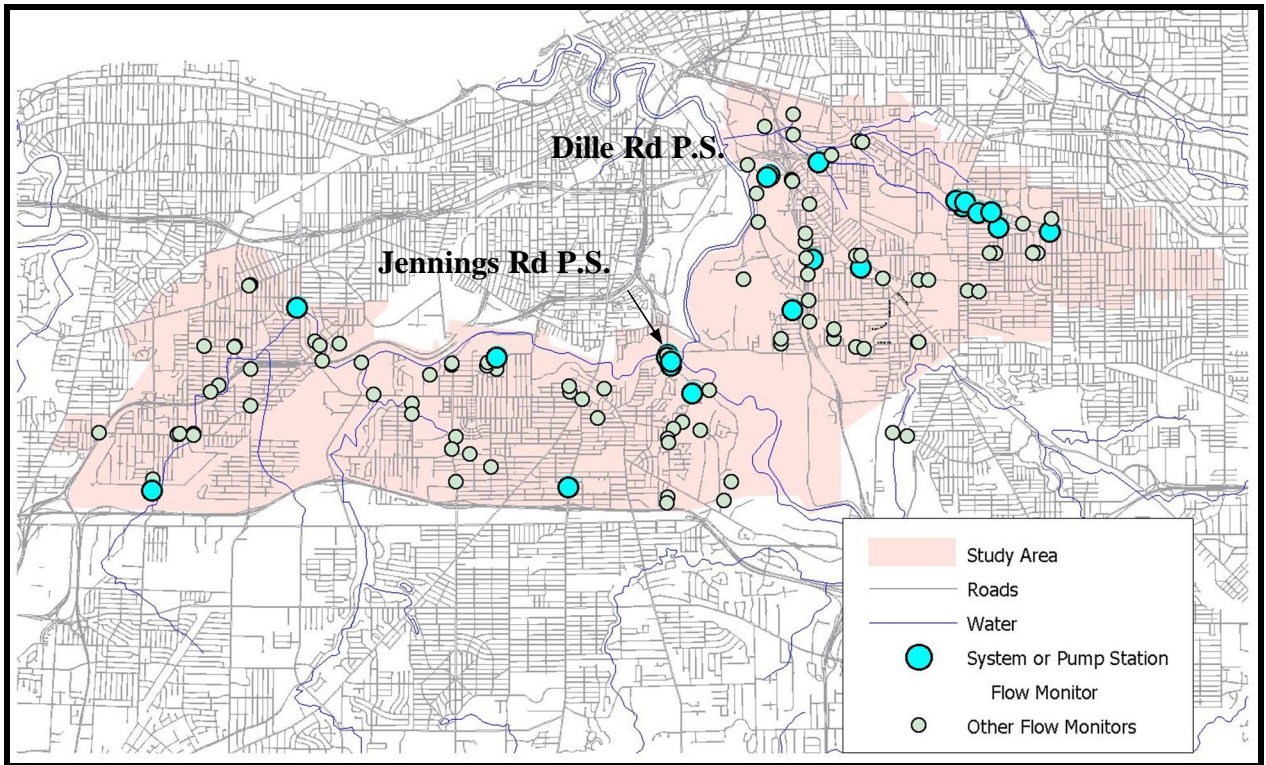 Dille Rd P.S.
Jennings Rd P.S.
Study Area
Roads
Water
System or Pump Station
Flow Monitor
Other Flow Monitors